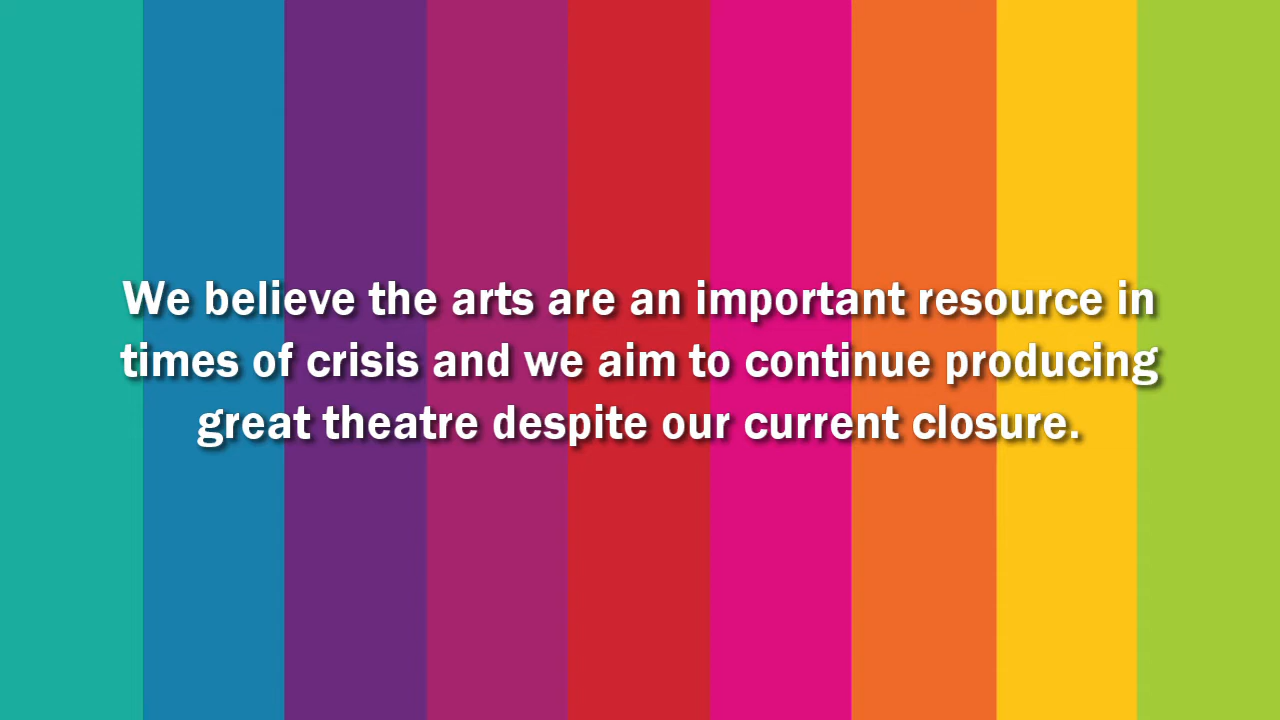 We believe the arts are an important resource in
times of crisis and we aim to continue producing
great theatre despite our current closure.